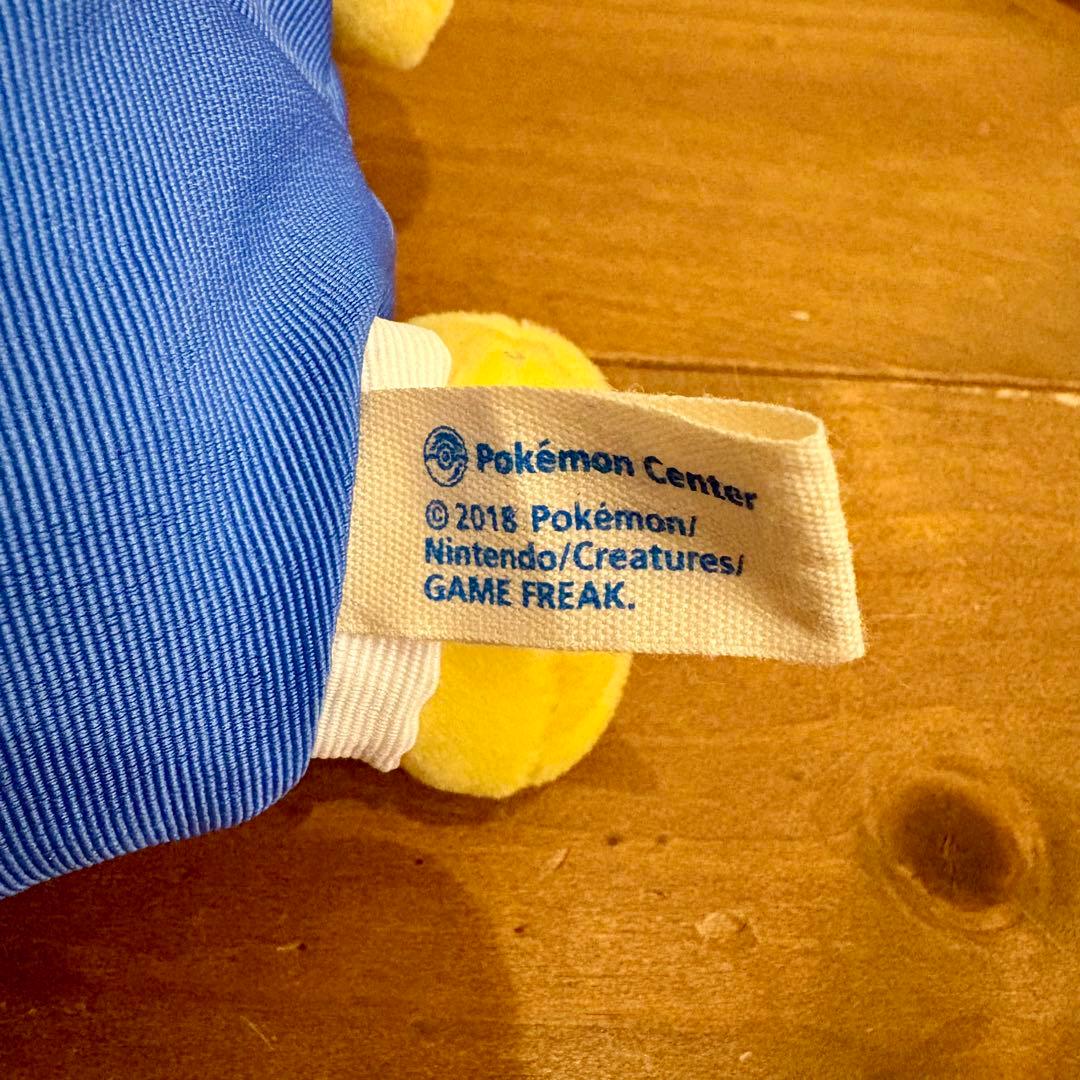 Pokémon Center
© 2018 Pokémon/
Nintendo/Creatures/
GAME FREAK.